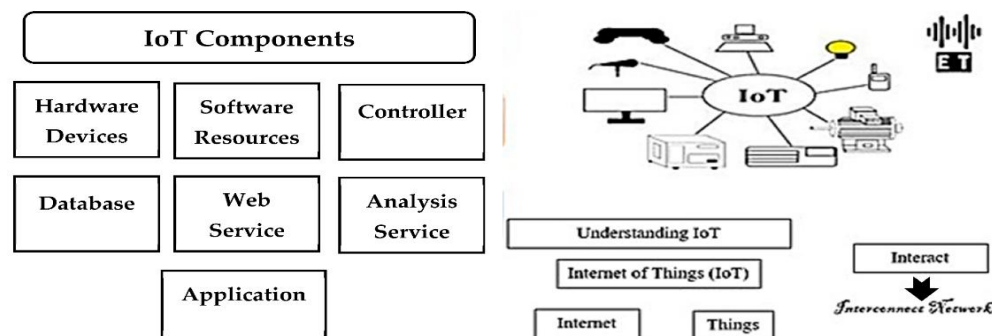 IoT Components
Hardware
Devices
Software
Resources
Controller
Database
Web
Service
Analysis
Service
Application
IoT
ET
Understanding IoT
Internet of Things (IoT)
Internet
Things
Interact
Interconnect Network